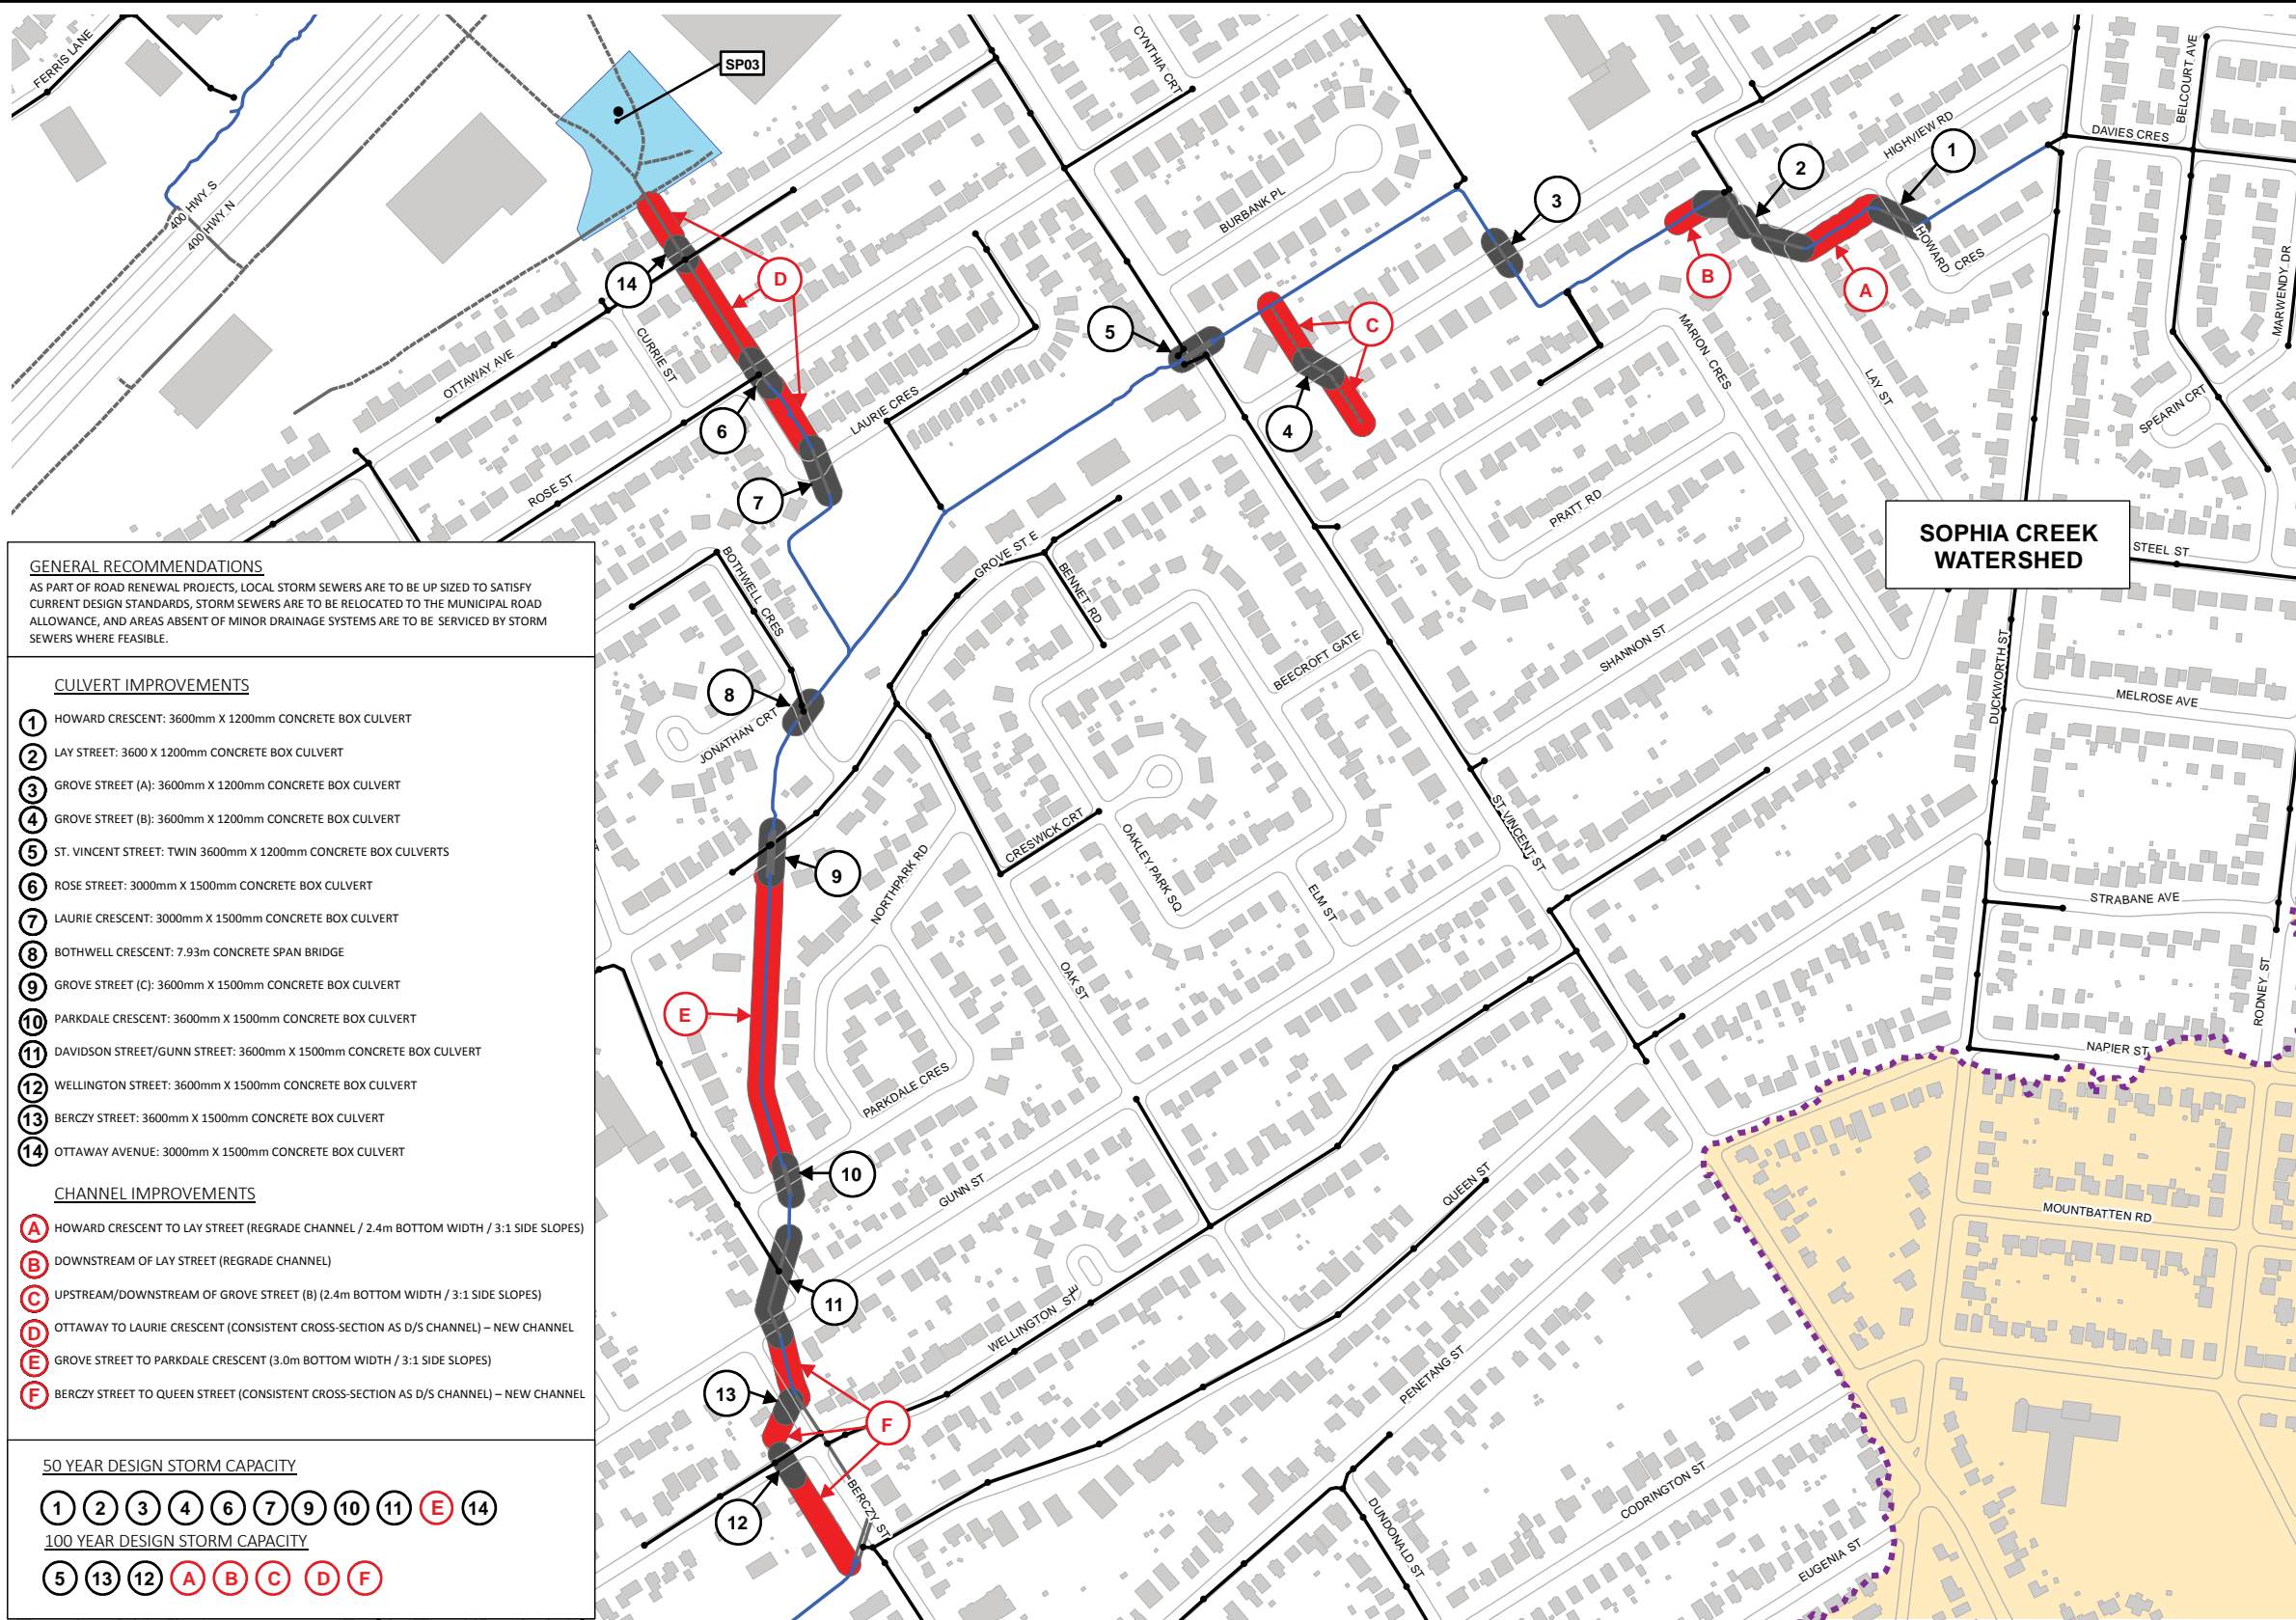 FERRIS LANE
SP03
CYNTHIA CRT
BELCOURT AVE
DAVIES CRES
HIGHVIEW RD
1
2
3
400 HWY S
400 HWY N
BURBANK PL
HOWARD CRES
MARWENDY DR
14
D
B
A
5
C
4
CURRIE ST
OTTAWAY AVE
MARION CRES
LAY ST
SPEARIN CRT
6
LAURIE CRES
7
ROSE ST
PRATT RD
SOPHIA CREEK
WATERSHED
STEEL ST
GROVE ST E
BOTHWELL CRES
BENNET RD
BEECROFT GATE
SHANNON ST
DUCKWORTH ST
MELROSE AVE
8
JONATHAN CRT
ST VINCENT ST
CRESWICK CRT
OAKLEY PARK SQ
9
NORTHPARK RD
ELM ST
STRABANE AVE
OAK ST
RODNEY ST
E
NAPIER ST
PARKDALE CRES
10
GUNN ST
QUEEN ST
MOUNTBATTEN RD
11
WELLINGTON ST E
PENETANG ST
13
F
12
BERCZY ST
DUNDONALD ST
CODRINGTON ST
EUGENIA ST
GENERAL RECOMMENDATIONS
AS PART OF ROAD RENEWAL PROJECTS, LOCAL STORM SEWERS ARE TO BE UP SIZED TO SATISFY
CURRENT DESIGN STANDARDS, STORM SEWERS ARE TO BE RELOCATED TO THE MUNICIPAL ROAD
ALLOWANCE, AND AREAS ABSENT OF MINOR DRAINAGE SYSTEMS ARE TO BE SERVICED BY STORM
SEWERS WHERE FEASIBLE.
CULVERT IMPROVEMENTS
1 HOWARD CRESCENT: 3600mm X 1200mm CONCRETE BOX CULVERT
2 LAY STREET: 3600 X 1200mm CONCRETE BOX CULVERT
3 GROVE STREET (A): 3600mm X 1200mm CONCRETE BOX CULVERT
4 GROVE STREET (B): 3600mm X 1200mm CONCRETE BOX CULVERT
5 ST. VINCENT STREET: TWIN 3600mm X 1200mm CONCRETE BOX CULVERTS
6 ROSE STREET: 3000mm X 1500mm CONCRETE BOX CULVERT
7 LAURIE CRESCENT: 3000mm X 1500mm CONCRETE BOX CULVERT
8 BOTHWELL CRESCENT: 7.93m CONCRETE SPAN BRIDGE
9 GROVE STREET (C): 3600mm X 1500mm CONCRETE BOX CULVERT
10 PARKDALE CRESCENT: 3600mm X 1500mm CONCRETE BOX CULVERT
11 DAVIDSON STREET/GUNN STREET: 3600mm X 1500mm CONCRETE BOX CULVERT
12 WELLINGTON STREET: 3600mm X 1500mm CONCRETE BOX CULVERT
13 BERCZY STREET: 3600mm X 1500mm CONCRETE BOX CULVERT
14 OTTAWAY AVENUE: 3000mm X 1500mm CONCRETE BOX CULVERT
CHANNEL IMPROVEMENTS
A HOWARD CRESCENT TO LAY STREET (REGRADE CHANNEL / 2.4m BOTTOM WIDTH / 3:1 SIDE SLOPES)
B DOWNSTREAM OF LAY STREET (REGRADE CHANNEL)
C UPSTREAM/DOWNSTREAM OF GROVE STREET (B) (2.4m BOTTOM WIDTH / 3:1 SIDE SLOPES)
D OTTAWAY TO LAURIE CRESCENT (CONSISTENT CROSS-SECTION AS D/S CHANNEL) – NEW CHANNEL
E GROVE STREET TO PARKDALE CRESCENT (3.0m BOTTOM WIDTH / 3:1 SIDE SLOPES)
F BERCZY STREET TO QUEEN STREET (CONSISTENT CROSS-SECTION AS D/S CHANNEL) – NEW CHANNEL
50 YEAR DESIGN STORM CAPACITY
1 2 3 4 6 7 9 10 11 E 14
100 YEAR DESIGN STORM CAPACITY
5 13 12 A B C D F